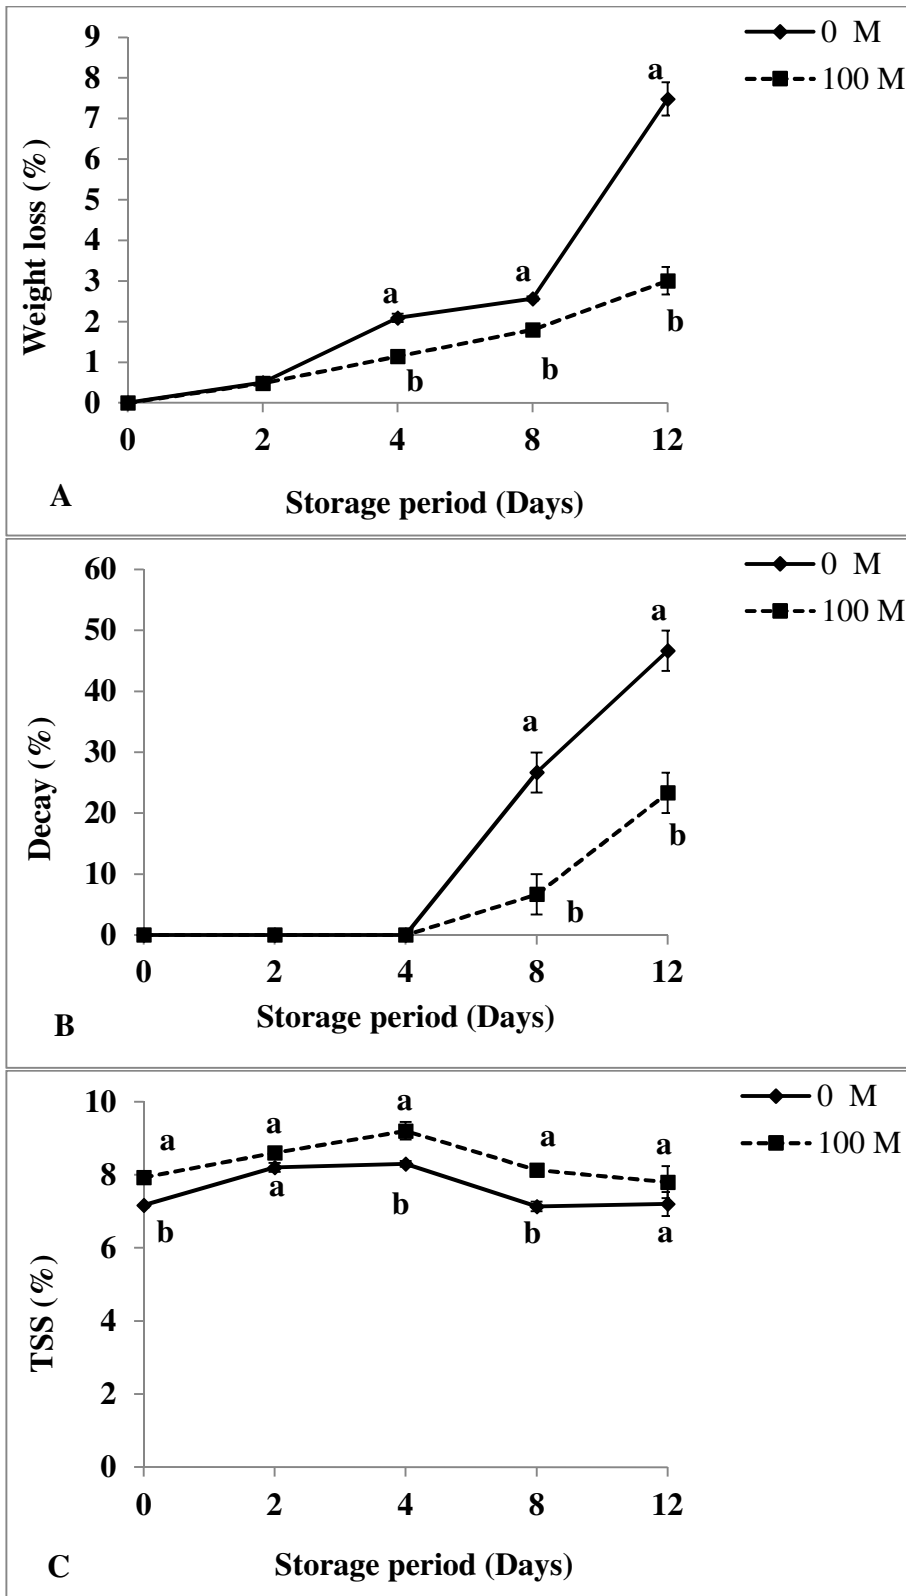 9
8
7
6
5
4
3
2
1
0
Weight loss (%)
0 M
100 M
a
a
a
b
b
b
0 2 4 8 12
A
Storage period (Days)
60
50
40
30
20
10
0
Decay (%)
0 M
100 M
a
a
b
b
0 2 4 8 12
B
Storage period (Days)
10
8
6
4
2
0
TSS (%)
0 M
100 M
a a a a a
b a b b a
0 2 4 8 12
C
Storage period (Days)